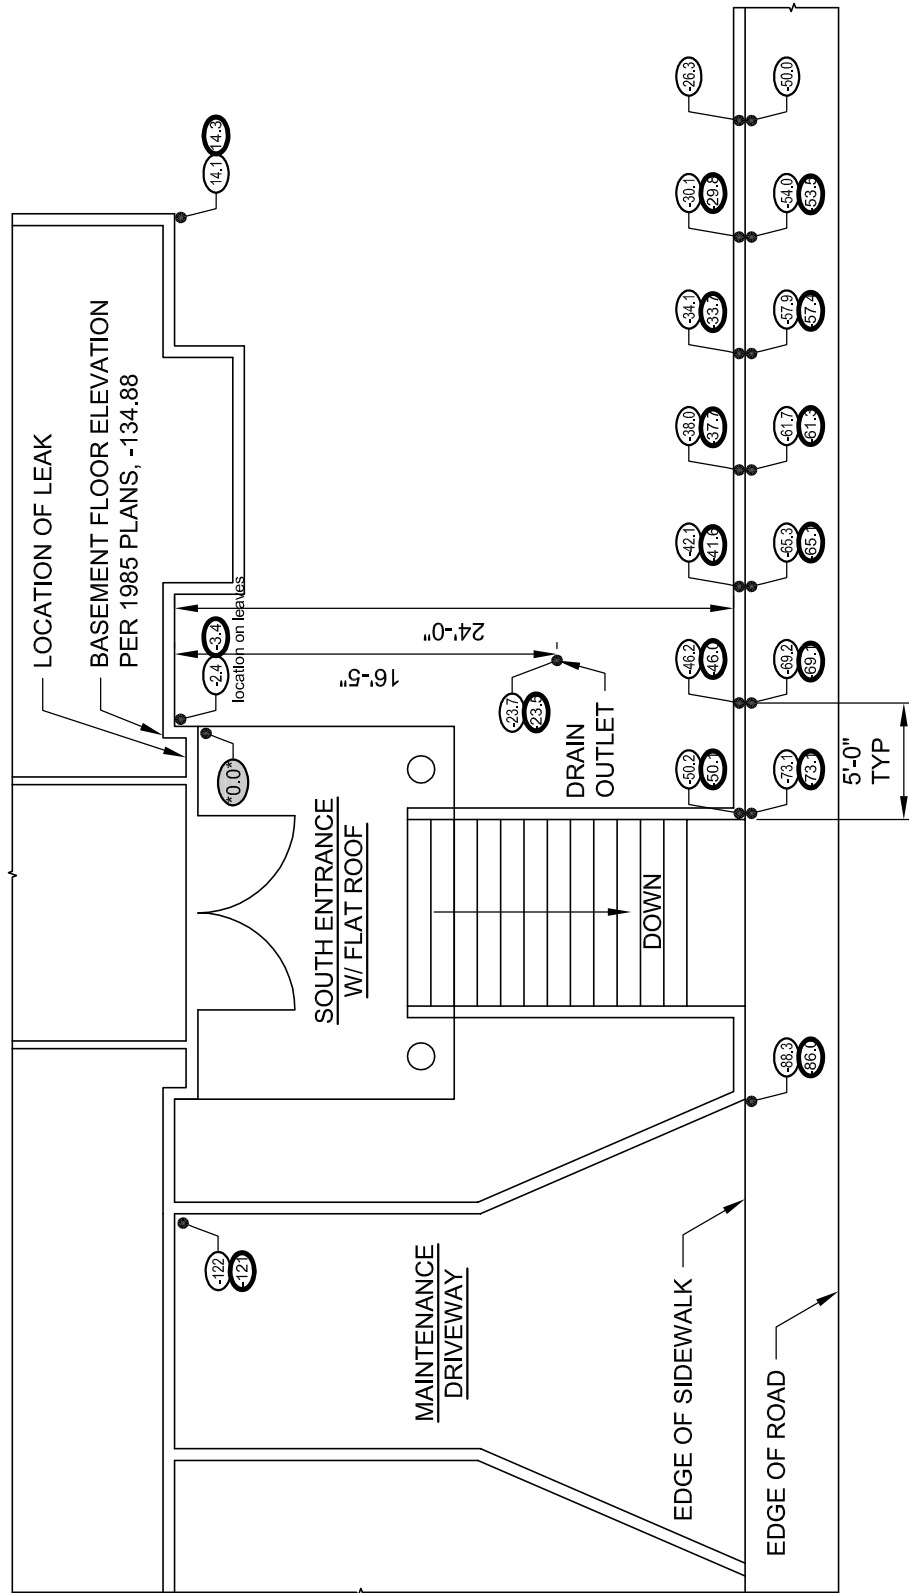 LOCATION OF LEAK
BASEMENT FLOOR ELEVATION
PER 1985 PLANS, -134.88
14.1
14.3
-2.4
-3.4
location on leaves
*0.0*
16'-5"
24'-0"
-23.7
-23.5
DRAIN
OUTLET
SOUTH ENTRANCE
W/ FLAT ROOF
DOWN
-122
-121
MAINTENANCE
DRIVEWAY
-88.3
-86.0
-50.2
-50.1
-46.2
-46.0
-42.1
-41.6
-38.0
-37.7
-34.1
-33.7
-30.1
-29.8
-26.3
-73.1
-73.1
-69.2
-69.1
-65.3
-65.1
-61.7
-61.3
-57.9
-57.4
-54.0
-53.5
-50.0
5'-0"
TYP
EDGE OF SIDEWALK
EDGE OF ROAD